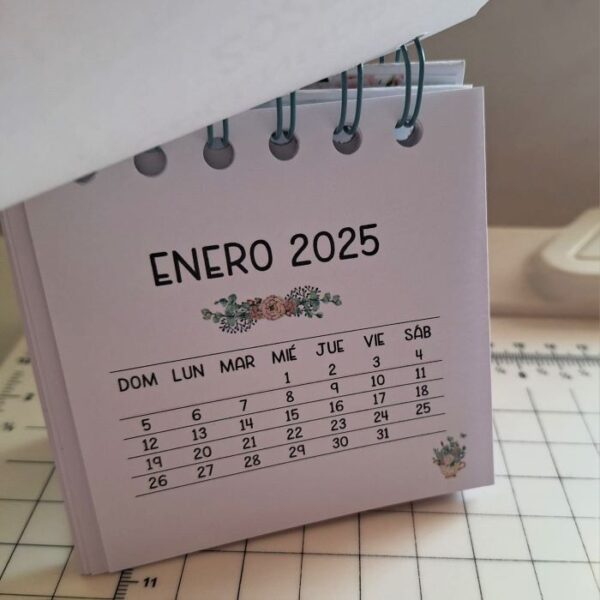 ENERO 2025
DOM LUN MAR MIÉ JUE VIE SÁB
1 2 3 4
5 6 7 8 9 10 11
12 13 14 15 16 17 18
19 20 21 22 23 24 25
26 27 28 29 30 31
11